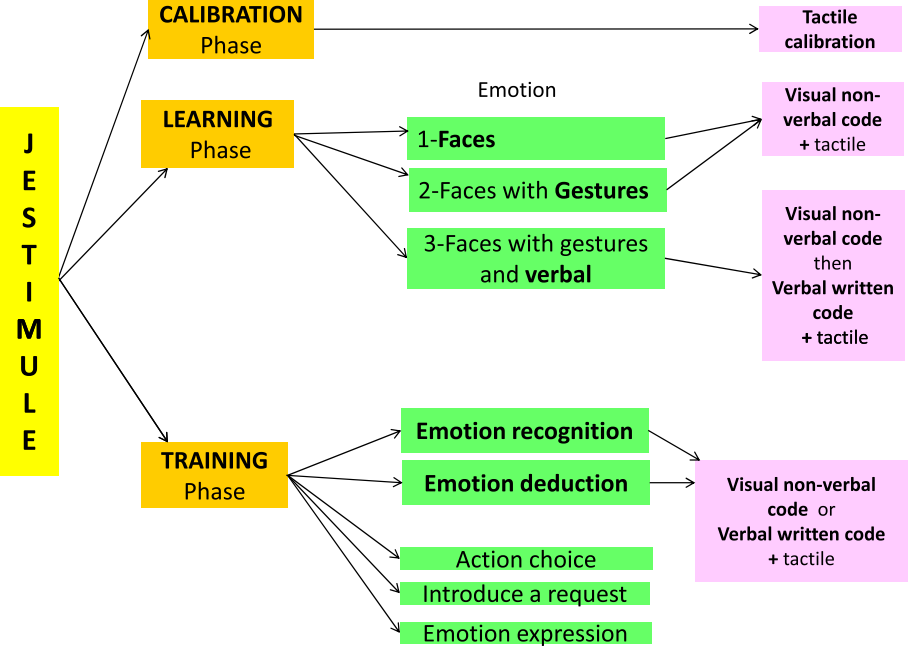 JESTIMULE
CALIBRATION
Phase
Tactile
calibration
LEARNING
Phase
Emotion
1-Faces
2-Faces with Gestures
3-Faces with gestures
and verbal
Visual non-
verbal code
+ tactile
Visual non-
verbal code
then
Verbal written
code
+ tactile
TRAINING
Phase
Emotion recognition
Emotion deduction
Action choice
Introduce a request
Emotion expression
Visual non-verbal
code or
Verbal written code
+ tactile